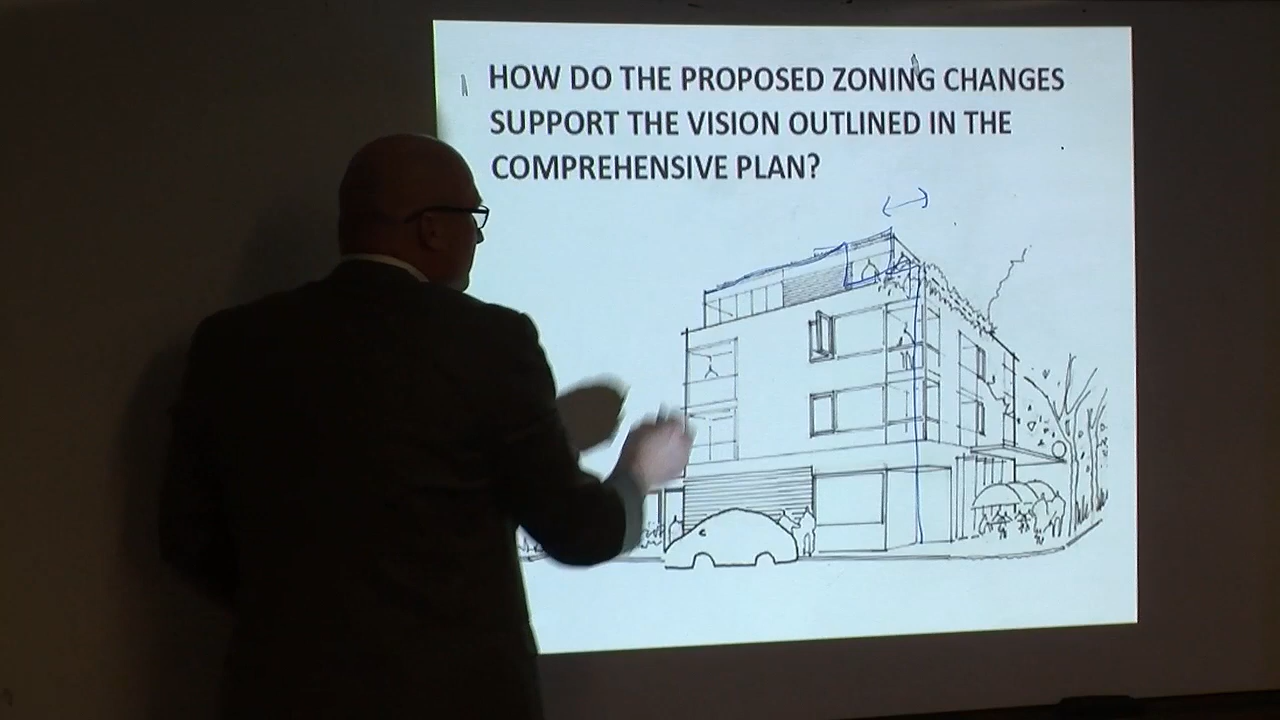 HOW DO THE PROPOSED ZONING CHANGES
SUPPORT THE VISION OUTLINED IN THE
COMPREHENSIVE PLAN?